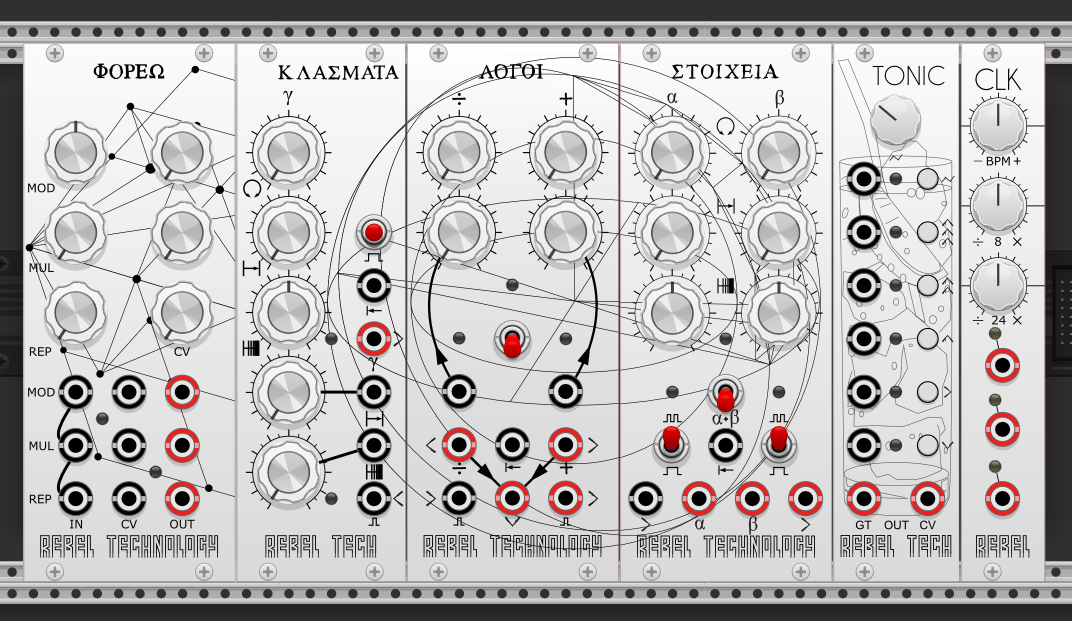 ΦΟΡΕΩ
MOD
MUL
REP
CV
MOD
MUL
REP
IN CV OUT
REBEL TECHNOLOGY
ΚΛΑΣΜΑΤΑ
γ
γ
REBEL TECH
ΛΟΓΟΙ
÷ +
÷ +
REBEL TECHNOLOGY
ΣΤΟΙΧΕΙΑ
α β
α+β
α β
REBEL TECHNOLOGY
TONIC
GT OUT CV
REBEL TECH
CLK
− BPM +
÷ 8 ×
÷ 24 ×
REBEL